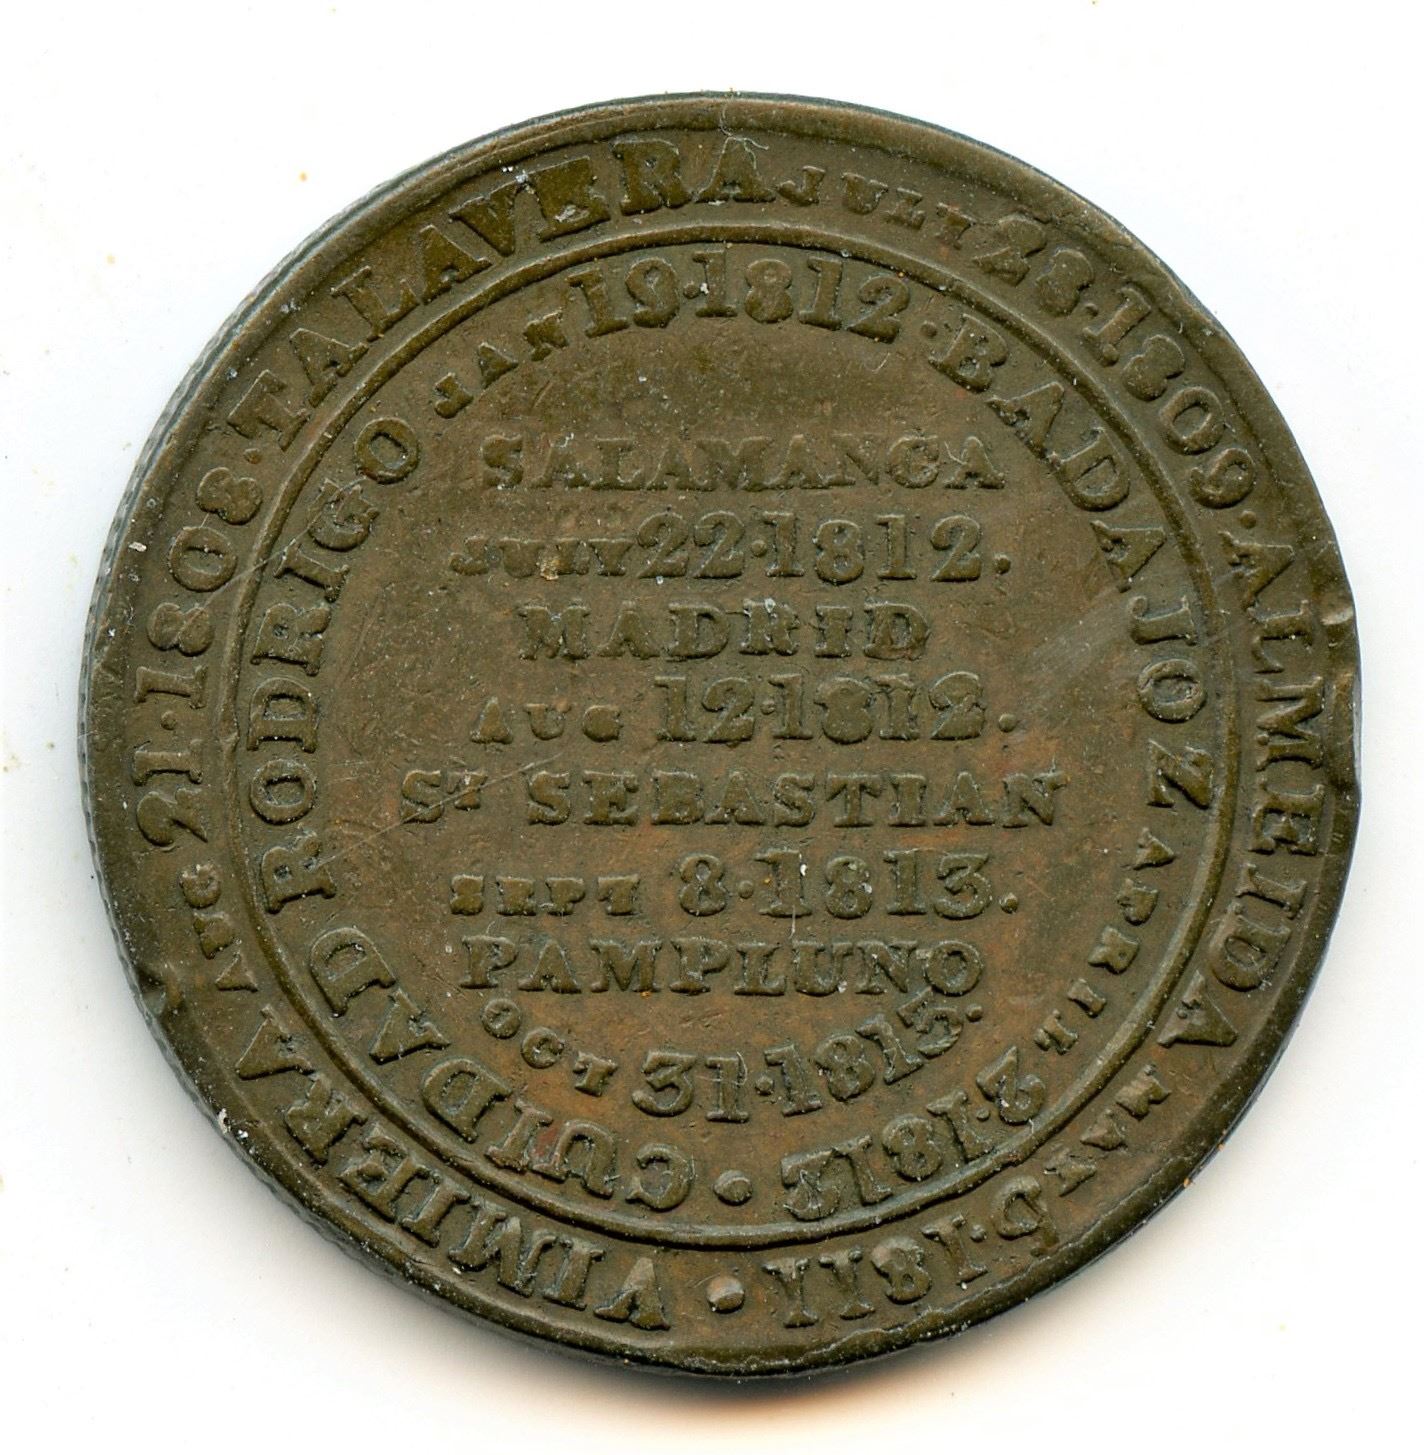 VIMIERA AUG 21·1808·TALAVERA JULY 28·1809·ALMEJDA MAY 5·1811·
CUIDAD RODRIGO JAN 19·1812·BADAJOZ APRIL 2·1812·
SALAMANCA
JULY 22·1812.
MADRID
AUG 12·1812.
ST SEBASTIAN
SEPT 8·1813.
PAMPLUNO
OCT 31·1813.